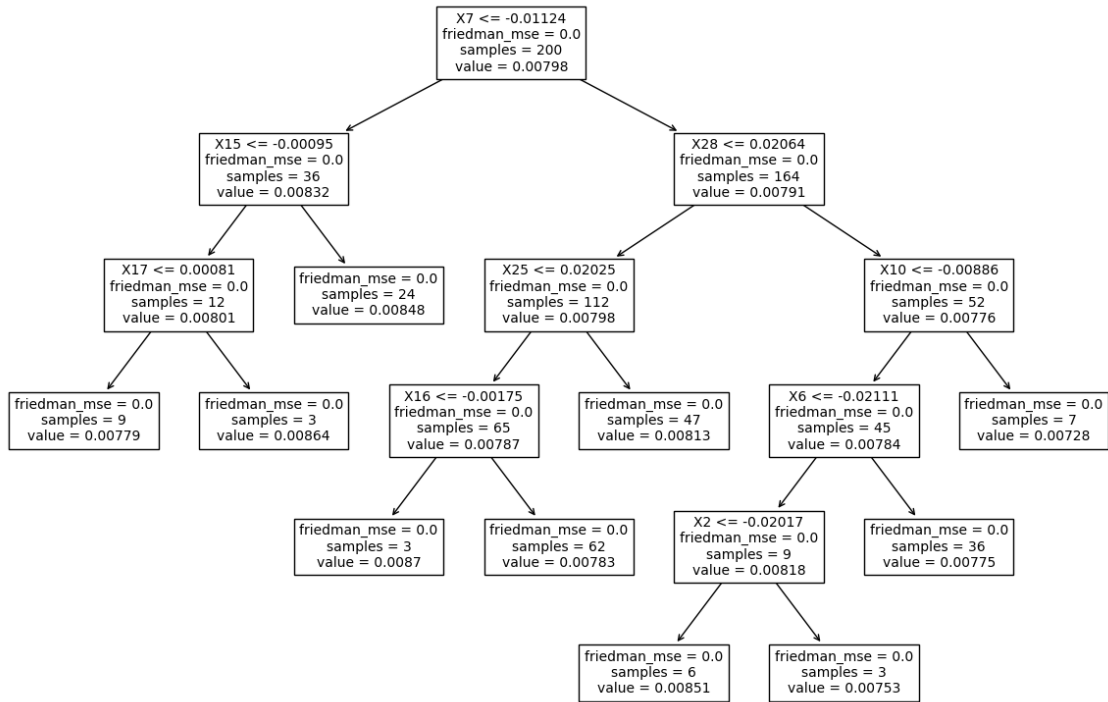 X7 <= -0.01124
friedman_mse = 0.0
samples = 200
value = 0.00798
X15 <= -0.00095
friedman_mse = 0.0
samples = 36
value = 0.00832
X28 <= 0.02064
friedman_mse = 0.0
samples = 164
value = 0.00791
X17 <= 0.00081
friedman_mse = 0.0
samples = 12
value = 0.00801
friedman_mse = 0.0
samples = 24
value = 0.00848
X25 <= 0.02025
friedman_mse = 0.0
samples = 112
value = 0.00798
X10 <= -0.00886
friedman_mse = 0.0
samples = 52
value = 0.00776
friedman_mse = 0.0
samples = 9
value = 0.00779
friedman_mse = 0.0
samples = 3
value = 0.00864
X16 <= -0.00175
friedman_mse = 0.0
samples = 65
value = 0.00787
friedman_mse = 0.0
samples = 47
value = 0.00813
X6 <= -0.02111
friedman_mse = 0.0
samples = 45
value = 0.00784
friedman_mse = 0.0
samples = 7
value = 0.00728
friedman_mse = 0.0
samples = 3
value = 0.0087
friedman_mse = 0.0
samples = 62
value = 0.00783
X2 <= -0.02017
friedman_mse = 0.0
samples = 9
value = 0.00818
friedman_mse = 0.0
samples = 36
value = 0.00775
friedman_mse = 0.0
samples = 6
value = 0.00851
friedman_mse = 0.0
samples = 3
value = 0.00753